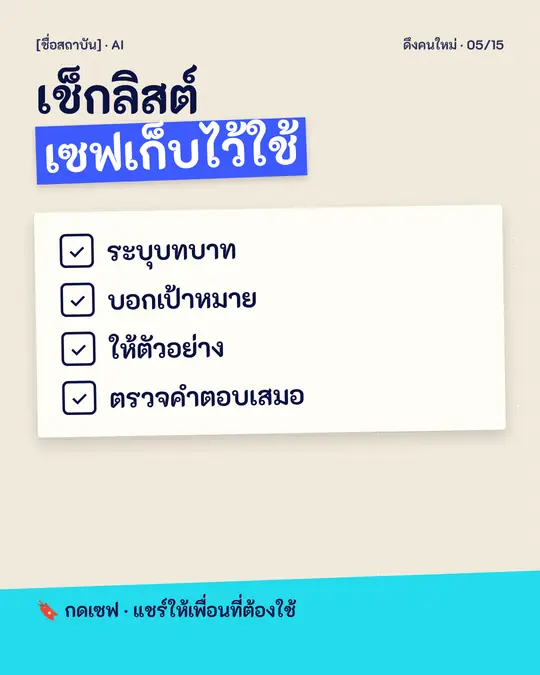 [ชื่อสถาบัน] · AI
ดึงคนใหม่ · 05/15
เช็กลิสต์
เซฟเก็บไว้ใช้
ระบุบทบาท
บอกเป้าหมาย
ให้ตัวอย่าง
ตรวจคำตอบเสมอ
กดเซฟ · แชร์ให้เพื่อนที่ต้องใช้